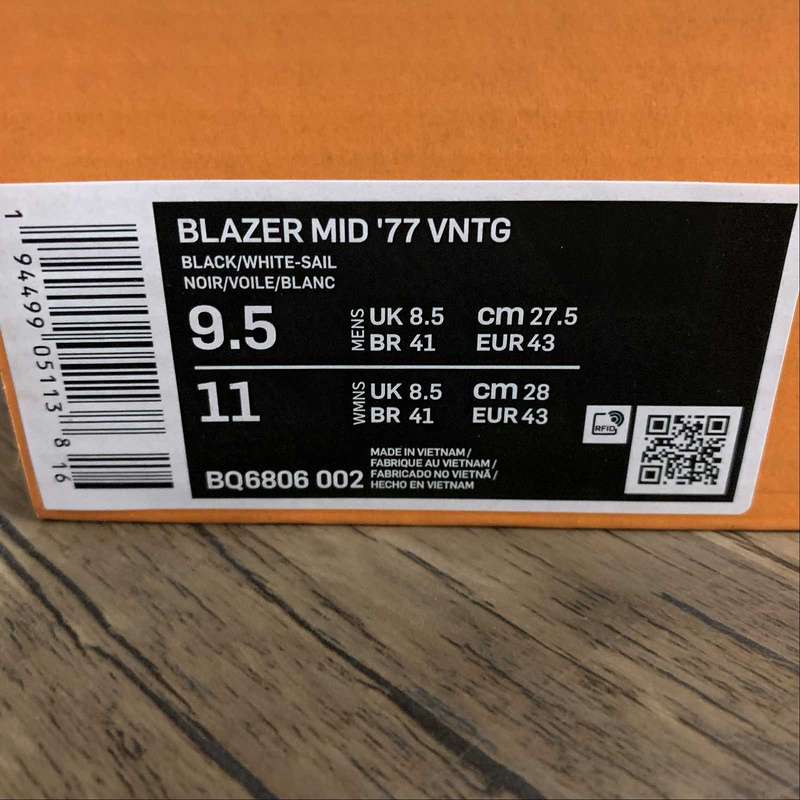 BLAZER MID '77 VNTG
BLACK/WHITE-SAIL
NOIR/VOILE/BLANC
9.5 MENS UK 8.5 cm 27.5
BR 41 EUR 43
11 WMNS UK 8.5 cm 28
BR 41 EUR 43
BQ6806 002
MADE IN VIETNAM /
FABRIQUE AU VIETNAM /
FABRICADO NO VIETNÃ /
HECHO EN VIETNAM
RFID
1 94499 05113 8 16